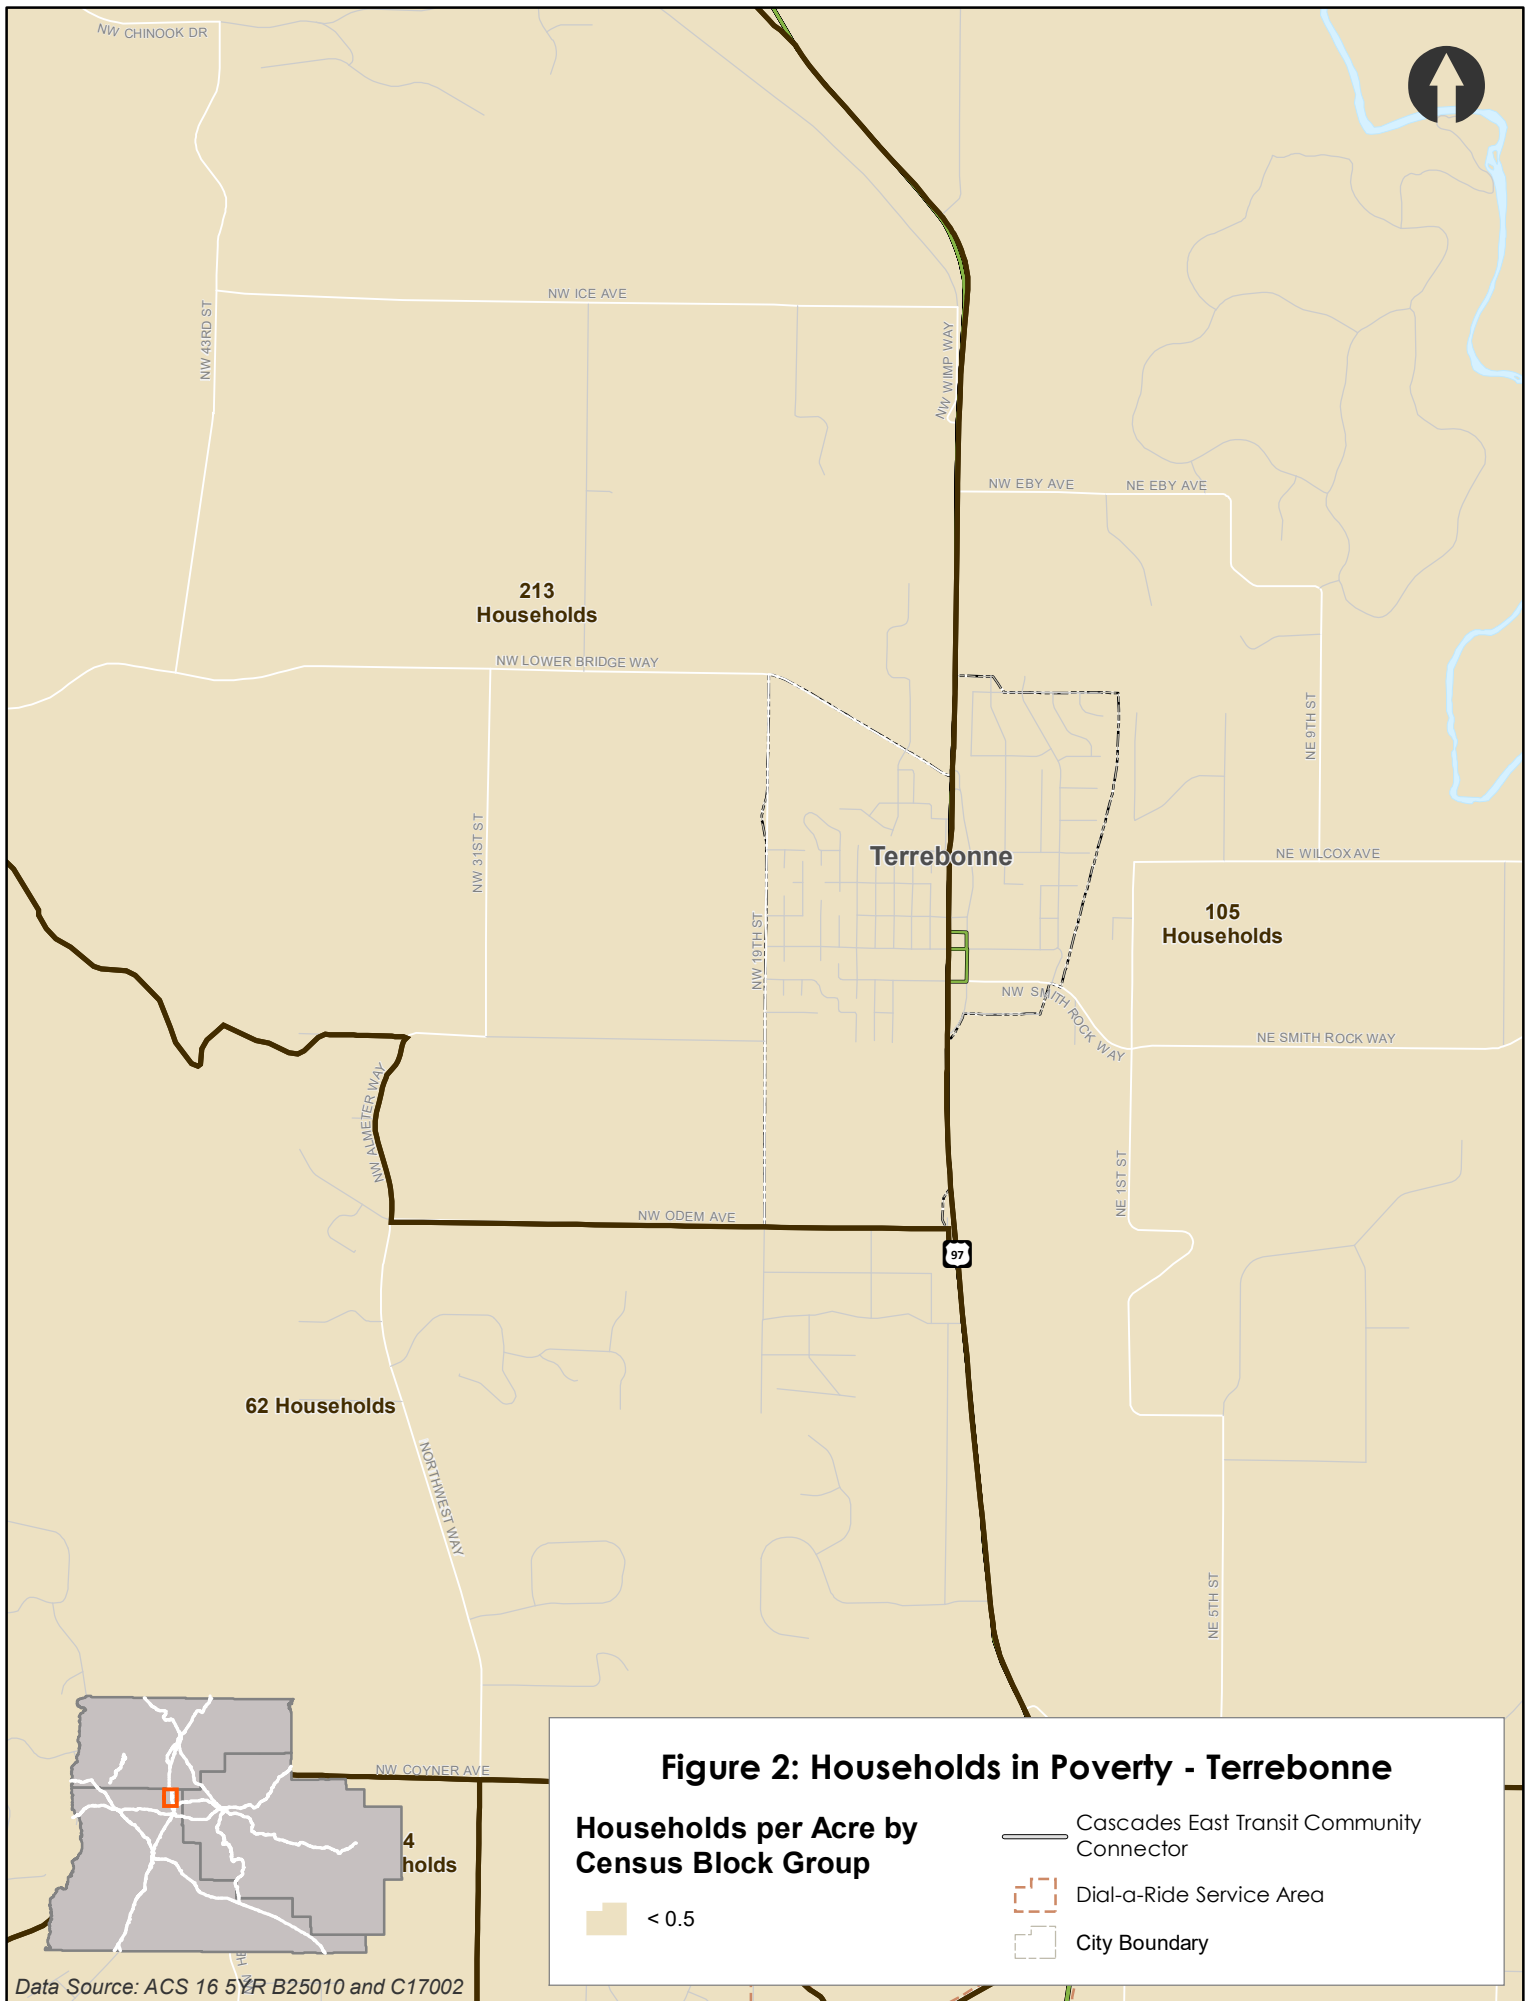 NW CHINOOK DR
NW ICE AVE
NW 43RD ST
NW WIMP WAY
NW EBY AVE
NE EBY AVE
213
Households
NW LOWER BRIDGE WAY
NE 9TH ST
NW 31ST ST
Terrebonne
NE WILCOX AVE
105
Households
NW 19TH ST
NW SMITH ROCK WAY
NE SMITH ROCK WAY
NW ALMETER WAY
NE 1ST ST
NW ODEM AVE
97
62 Households
NORTHWEST WAY
NE 5TH ST
NW COYNER AVE
4
holds
NW HE
Data Source: ACS 16 5YR B25010 and C17002
Figure 2: Households in Poverty - Terrebonne
Households per Acre by
Census Block Group
< 0.5
Cascades East Transit Community
Connector
Dial-a-Ride Service Area
City Boundary